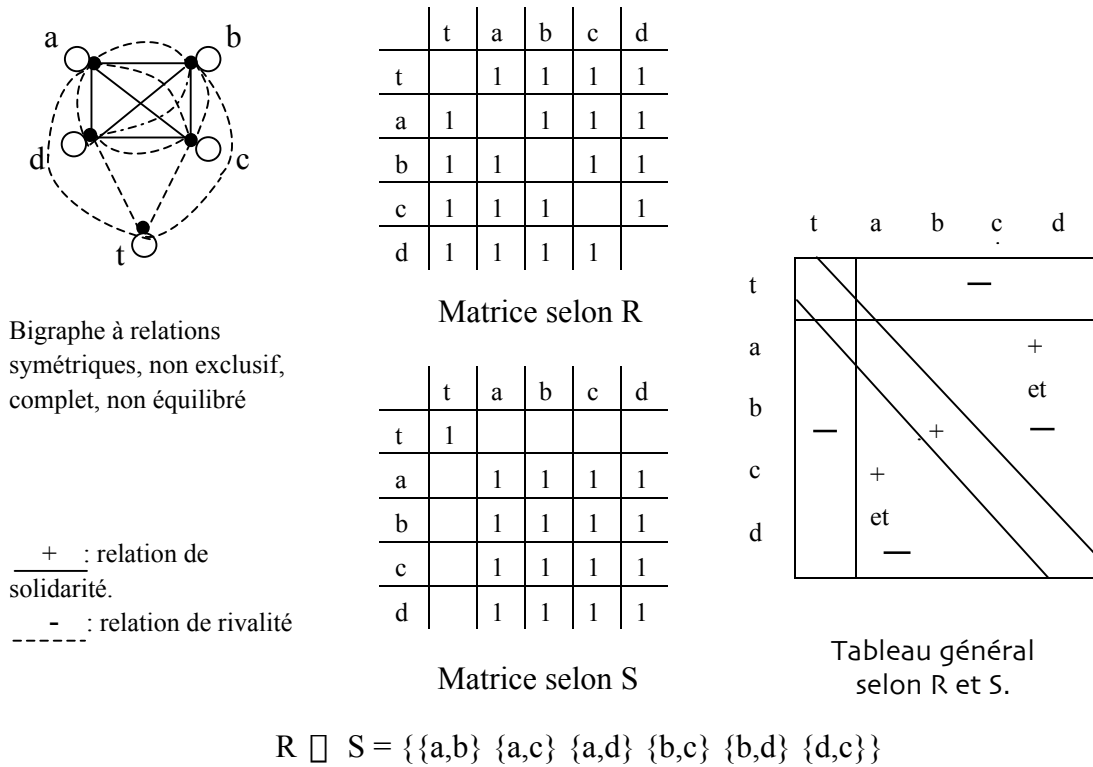 a b
d c
t
Bigraphe à relations
symétriques, non exclusif,
complet, non équilibré
+ : relation de
solidarité.
- : relation de rivalité
t a b c d
t 1 1 1 1
a 1 1 1 1
b 1 1 1 1
c 1 1 1 1
d 1 1 1 1
Matrice selon R
t a b c d
t 1
a 1 1 1 1
b 1 1 1 1
c 1 1 1 1
d 1 1 1 1
Matrice selon S
t a b c d
t —
a +
et
b — + —
c +
et
d —
Tableau général
selon R et S.
R □ S = {{a,b} {a,c} {a,d} {b,c} {b,d} {d,c}}